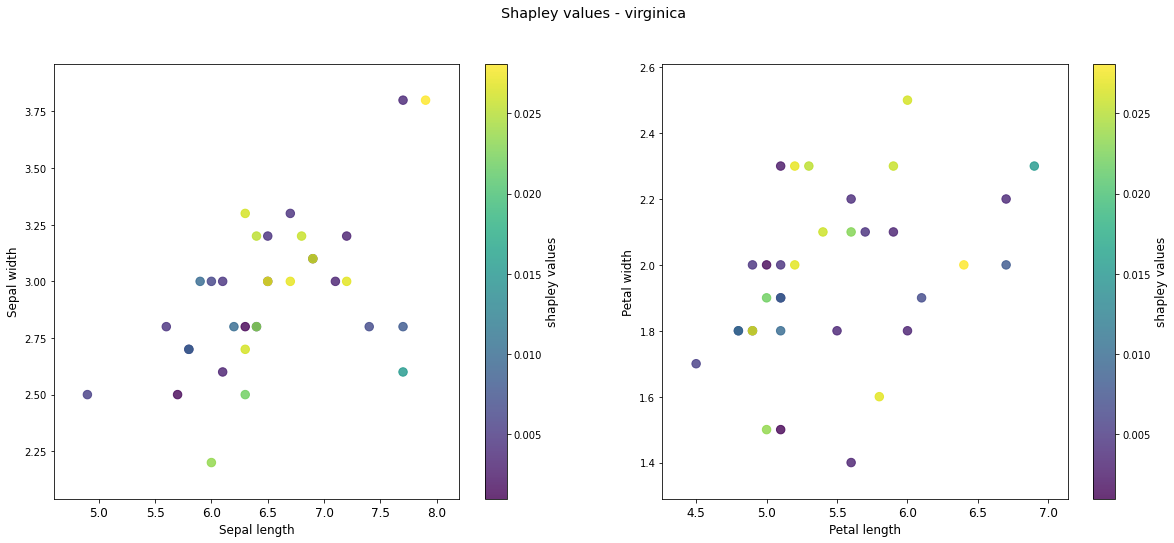 Shapley values - virginica
3.75
3.50
3.25
3.00
2.75
2.50
2.25
Sepal width
5.0 5.5 6.0 6.5 7.0 7.5 8.0
Sepal length
0.025
0.020
0.015
0.010
0.005
shapley values
2.6
2.4
2.2
2.0
1.8
1.6
1.4
Petal width
4.5 5.0 5.5 6.0 6.5 7.0
Petal length
0.025
0.020
0.015
0.010
0.005
shapley values